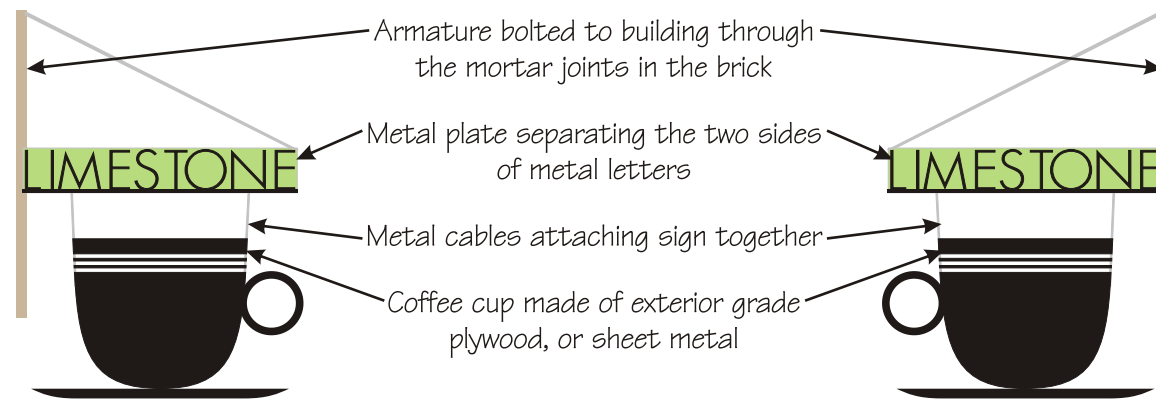 Armature bolted to building through
the mortar joints in the brick
LIMESTONE
Metal plate separating the two sides
of metal letters
LIMESTONE
Metal cables attaching sign together
Coffee cup made of exterior grade
plywood, or sheet metal